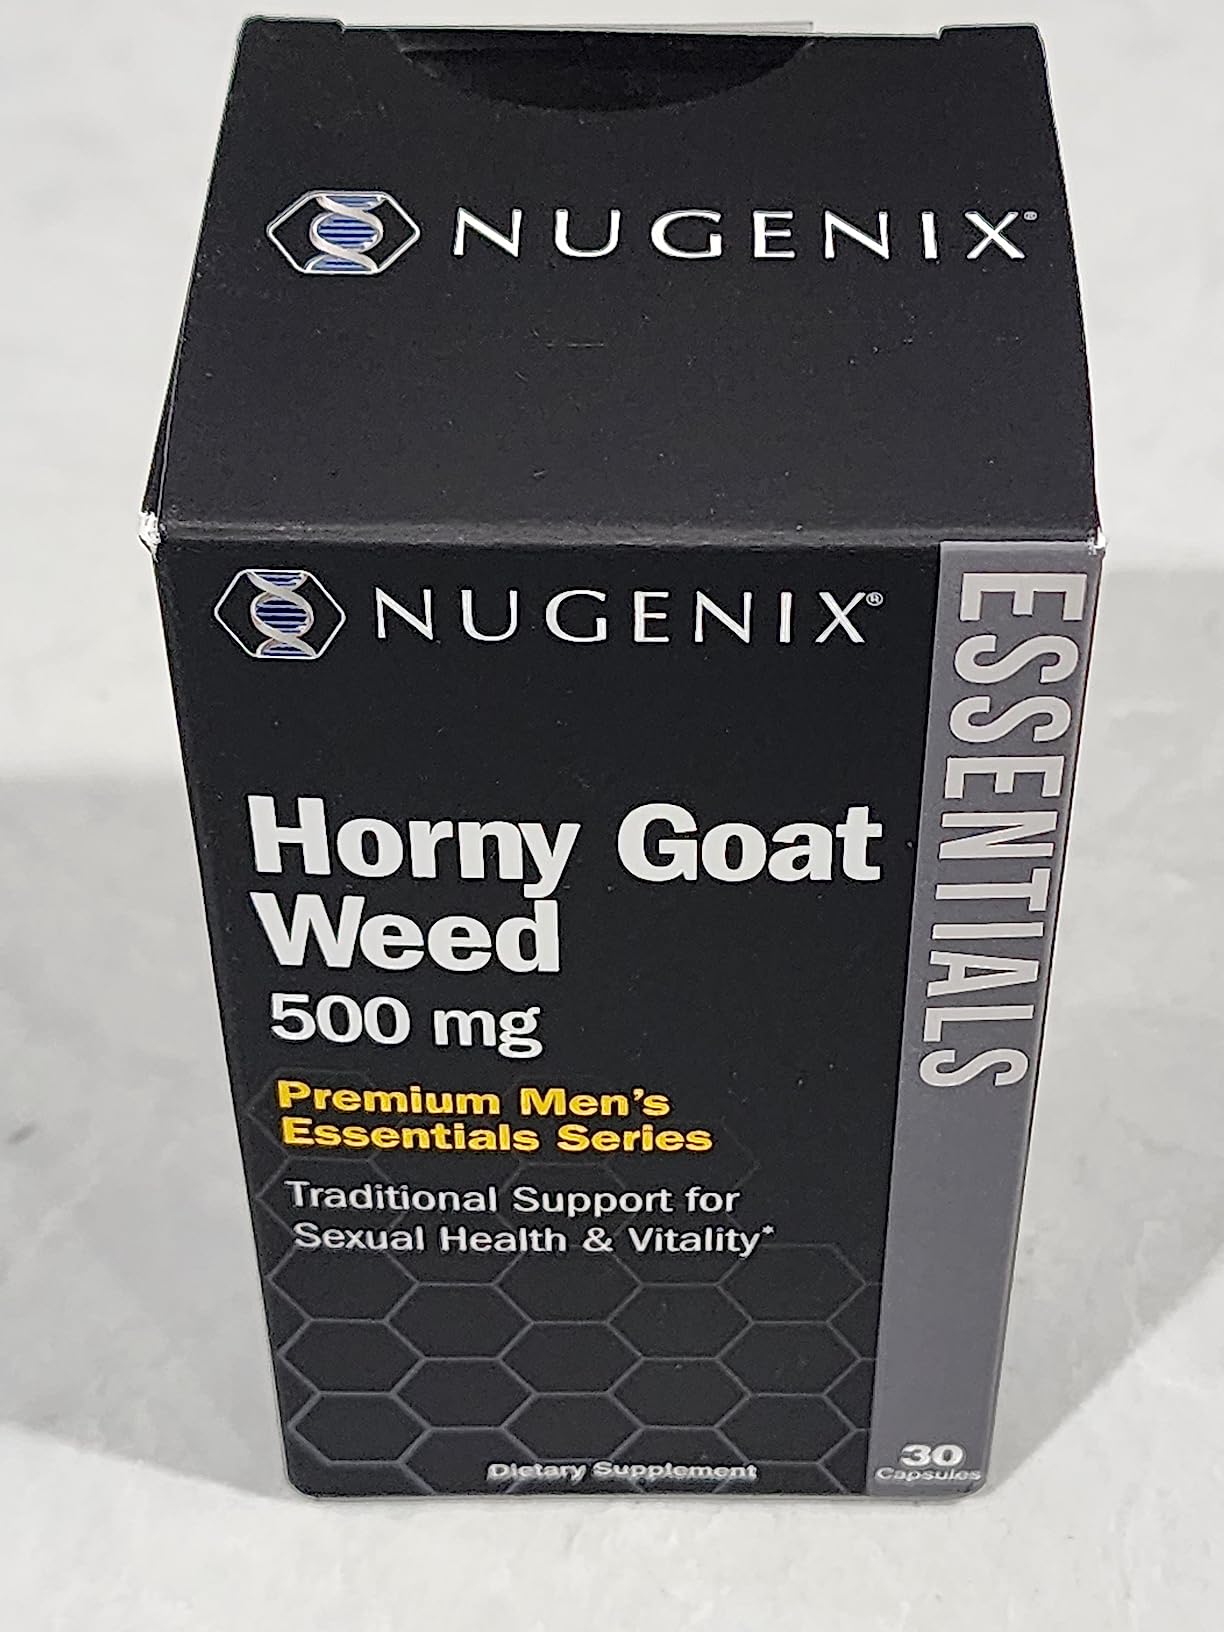 NUGENIX®
NUGENIX®
ESSENTIALS
Horny Goat
Weed
500 mg
Premium Men's
Essentials Series
Traditional Support for
Sexual Health & Vitality*
Dietary Supplement
30
Capsules